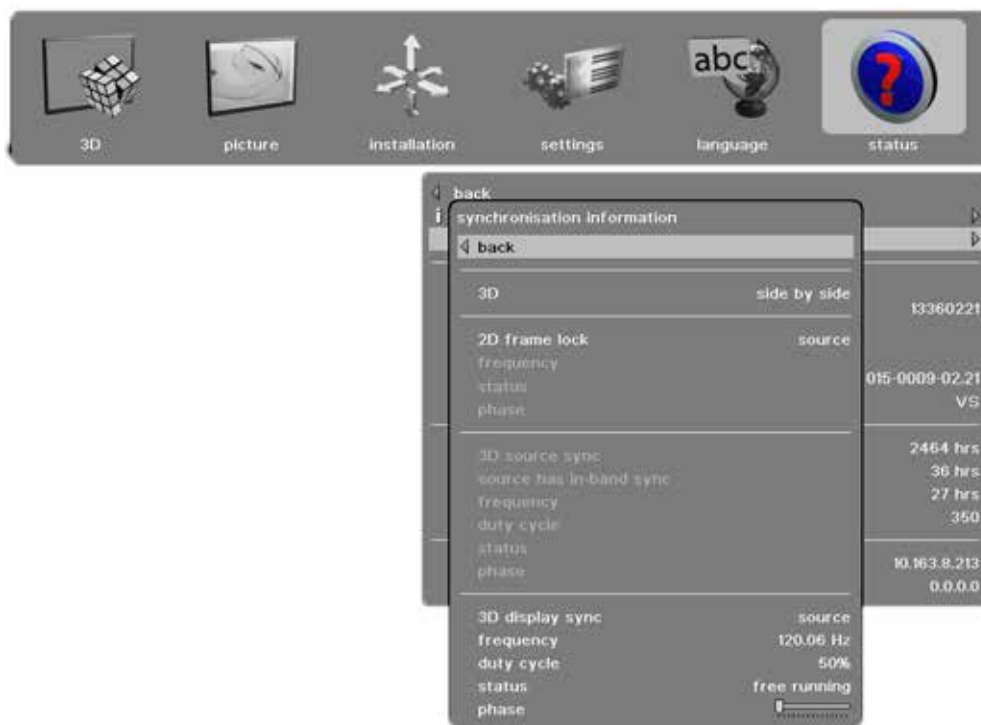 abc
?
3D picture installation settings language status
back
i
synchronisation information
back
3D side by side
13360221
2D frame lock source
frequency
status
015-0009-02.21
phase
VS
3D source sync
2464 hrs
source has in-band sync
36 hrs
frequency
27 hrs
duty cycle
350
status
phase
10.163.8.213
0.0.0.0
3D display sync source
frequency 120.06 Hz
duty cycle 50%
status free running
phase